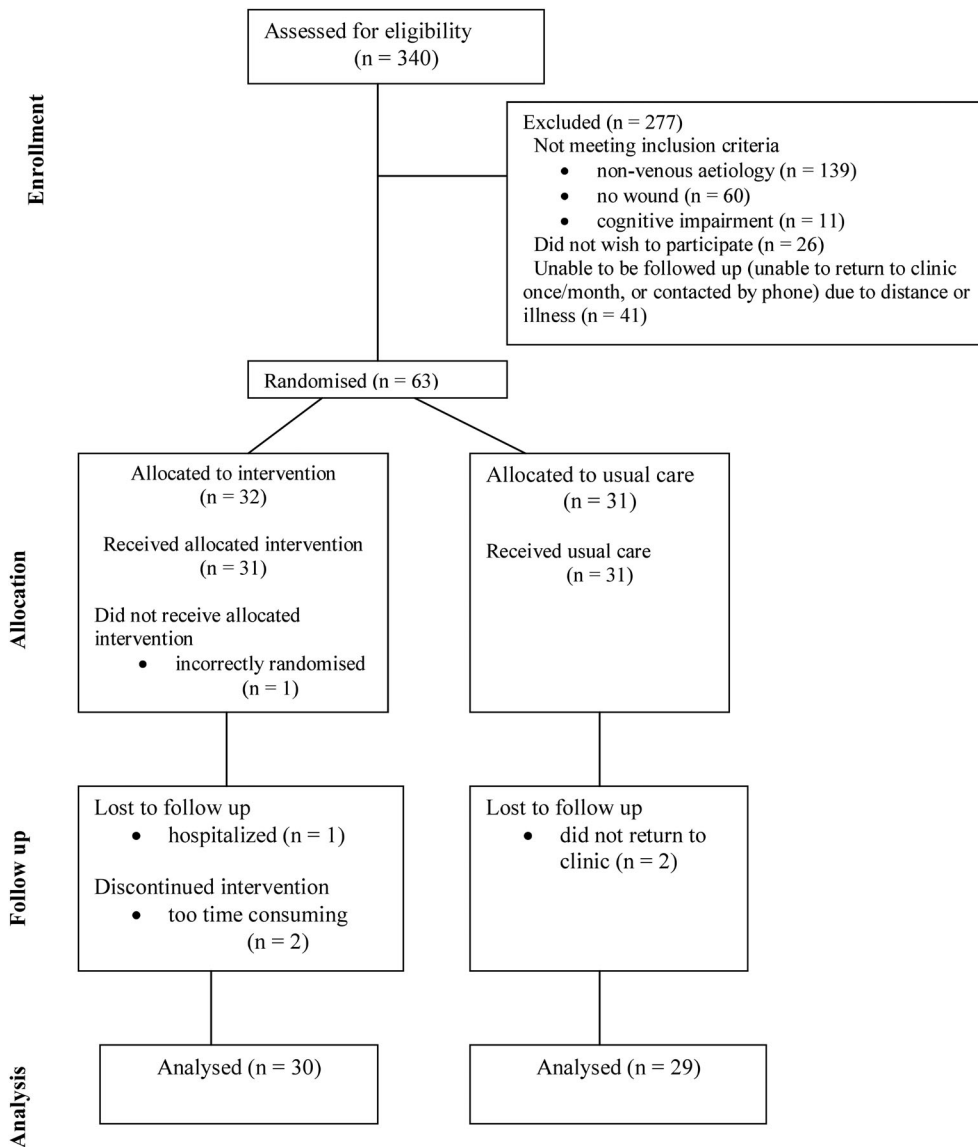 Enrollment
Assessed for eligibility
(n = 340)
Excluded (n = 277)
Not meeting inclusion criteria
• non-venous aetiology (n = 139)
• no wound (n = 60)
• cognitive impairment (n = 11)
Did not wish to participate (n = 26)
Unable to be followed up (unable to return to clinic
once/month, or contacted by phone) due to distance or
illness (n = 41)
Randomised (n = 63)
Allocation
Allocated to intervention
(n = 32)
Received allocated intervention
(n = 31)
Did not receive allocated
intervention
• incorrectly randomised
(n = 1)
Allocated to usual care
(n = 31)
Received usual care
(n = 31)
Follow up
Lost to follow up
• hospitalized (n = 1)
Discontinued intervention
• too time consuming
(n = 2)
Lost to follow up
• did not return to
clinic (n = 2)
Analysis
Analysed (n = 30)
Analysed (n = 29)